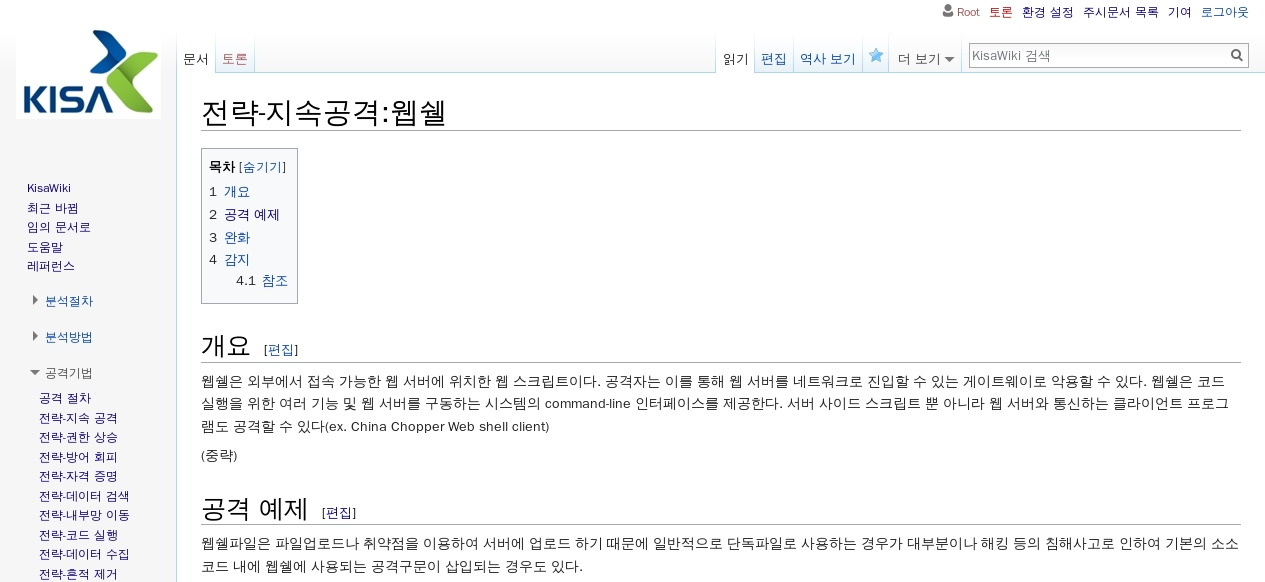 Root 토론 환경 설정 주시문서 목록 기여 로그아웃
문서 토론 읽기 편집 역사 보기 더 보기 KisaWiki 검색
KISA
전략-지속공격:웹쉘
목차 [숨기기]
1 개요
2 공격 예제
3 완화
4 감지
4.1 참조
KisaWiki
최근 바뀜
임의 문서로
도움말
레퍼런스
분석절차
분석방법
공격기법
공격 절차
전략-지속 공격
전략-권한 상승
전략-방어 회피
전략-자격 증명
전략-데이터 검색
전략-내부망 이동
전략-코드 실행
전략-데이터 수집
전략-흔적 제거
개요 [편집]
웹쉘은 외부에서 접속 가능한 웹 서버에 위치한 웹 스크립트이다. 공격자는 이를 통해 웹 서버를 네트워크로 진입할 수 있는 게이트웨이로 악용할 수 있다. 웹쉘은 코드
실행을 위한 여러 기능 및 웹 서버를 구동하는 시스템의 command-line 인터페이스를 제공한다. 서버 사이드 스크립트 뿐 아니라 웹 서버와 통신하는 클라이언트 프로그
램도 공격할 수 있다(ex. China Chopper Web shell client)
(중략)
공격 예제 [편집]
웹쉘파일은 파일업로드나 취약점을 이용하여 서버에 업로드 하기 때문에 일반적으로 단독파일로 사용하는 경우가 대부분이나 해킹 등의 침해사고로 인하여 기본의 소소
코드 내에 웹쉘에 사용되는 공격구문이 삽입되는 경우도 있다.